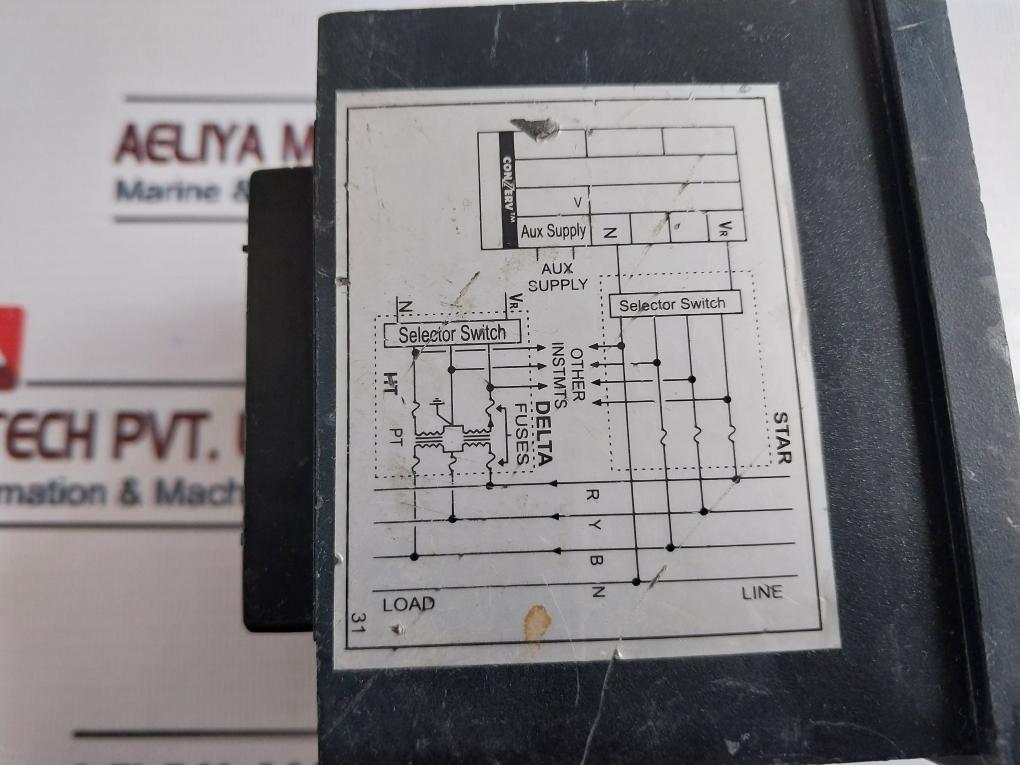 AELIYA M
Marine &
TECH PVT.
mation & Mach
CONZERV™
V
Aux Supply
N
VR
AUX
SUPPLY
Selector Switch
N
VR
Selector Switch
OTHER
INSTMTS
HT
PT
FUSES
DELTA
STAR
R
Y
B
N
LOAD
LINE
31